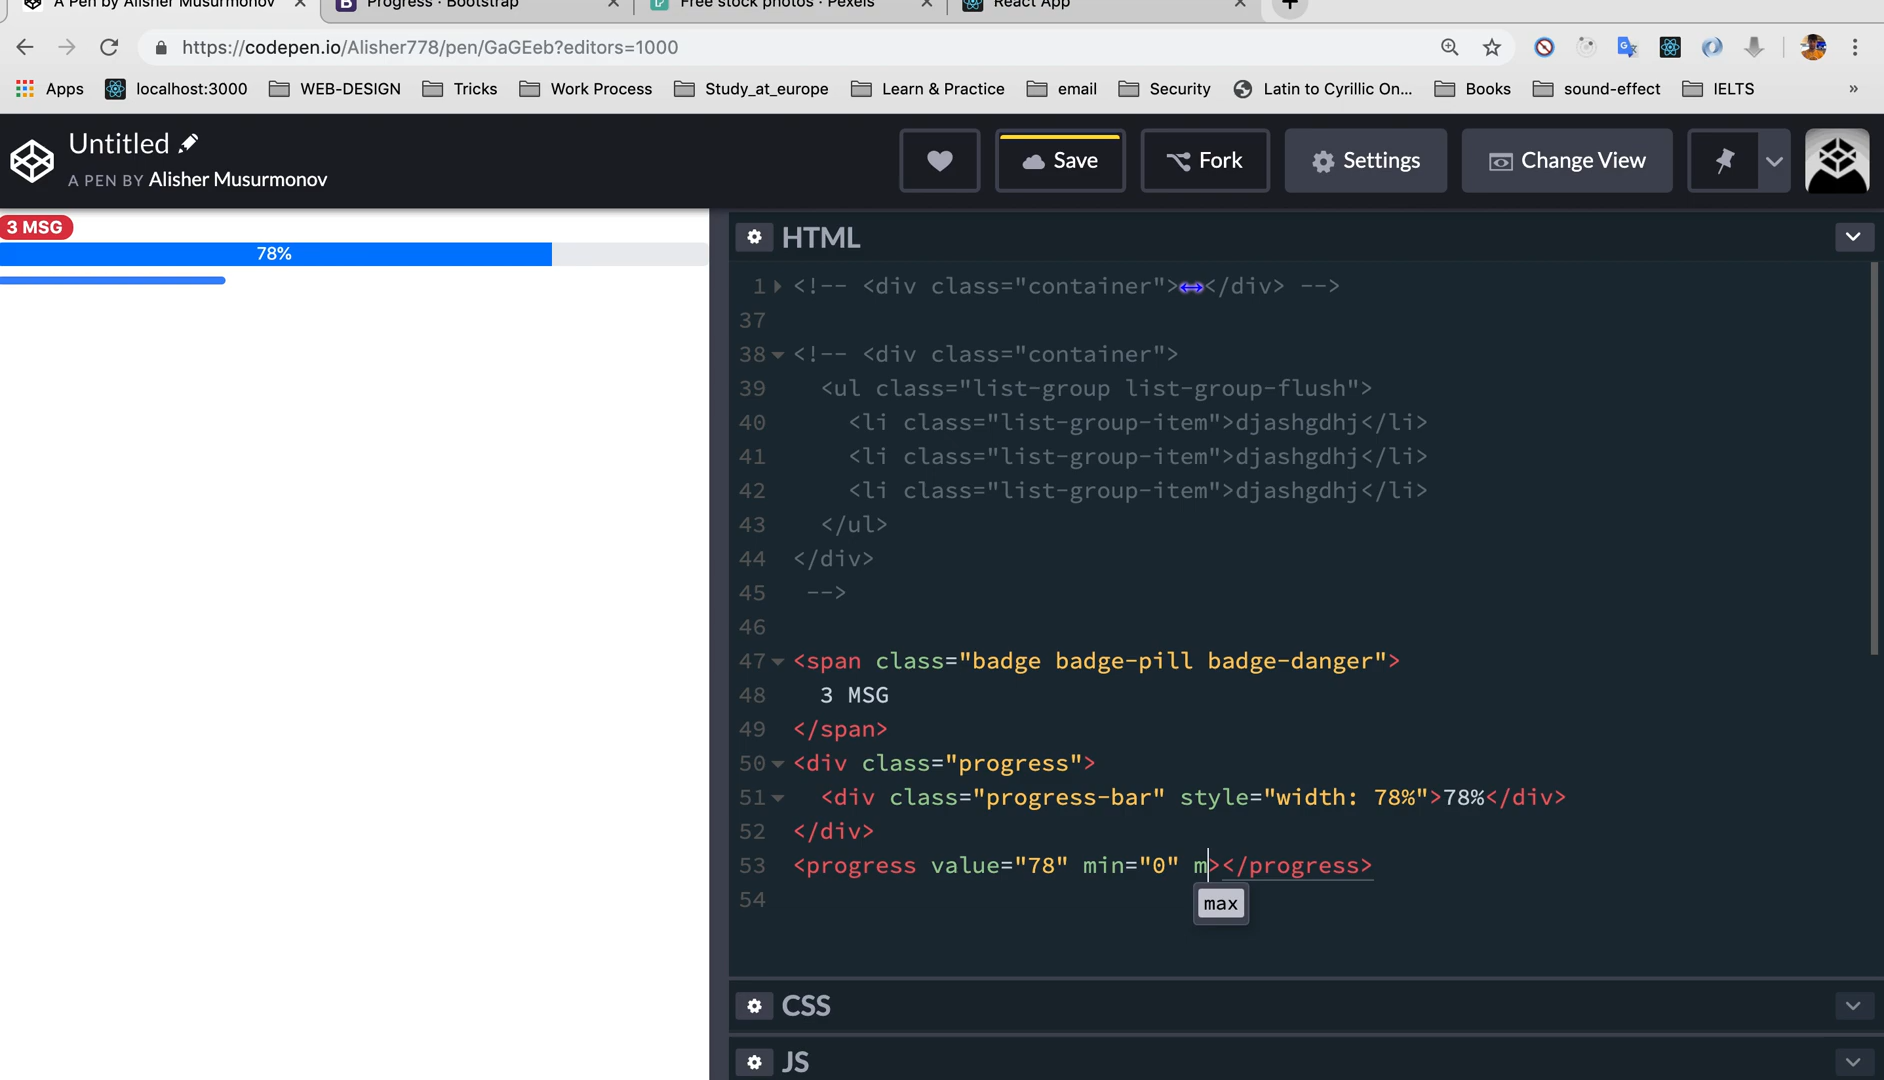 A Pen by Alisher Musurmonov
Progress · Bootstrap
Free stock photos · Pexels
React App
https://codepen.io/Alisher778/pen/GaGEeb?editors=1000
Apps localhost:3000 WEB-DESIGN Tricks Work Process Study_at_europe Learn & Practice email Security Latin to Cyrillic On... Books sound-effect IELTS »
Untitled
A PEN BY Alisher Musurmonov
Save Fork Settings Change View
3 MSG
78%
HTML
1 <!-- <div class="container">↔</div> -->
37
38 <!-- <div class="container">
39 <ul class="list-group list-group-flush">
40 <li class="list-group-item">djashgdhj</li>
41 <li class="list-group-item">djashgdhj</li>
42 <li class="list-group-item">djashgdhj</li>
43 </ul>
44 </div>
45 -->
46
47 <span class="badge badge-pill badge-danger">
48 3 MSG
49 </span>
50 <div class="progress">
51 <div class="progress-bar" style="width: 78%">78%</div>
52 </div>
53 <progress value="78" min="0" m></progress>
max
54
CSS
JS